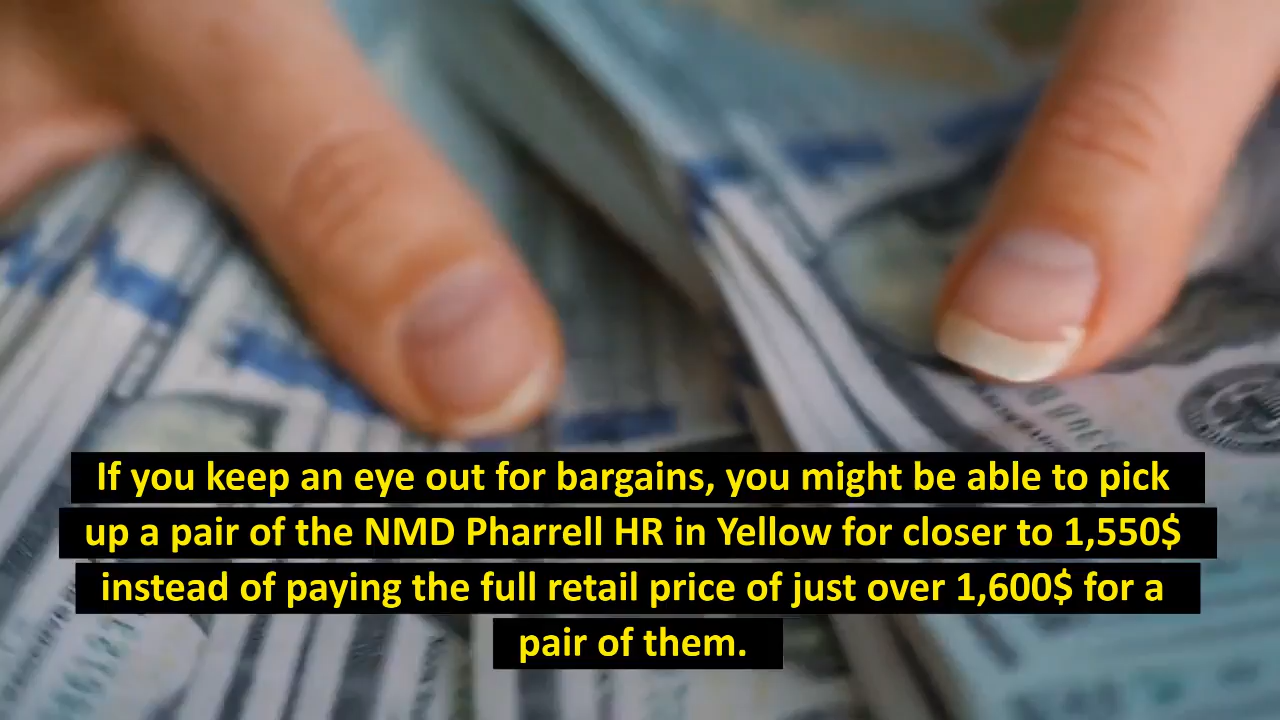 If you keep an eye out for bargains, you might be able to pick
up a pair of the NMD Pharrell HR in Yellow for closer to 1,550$
instead of paying the full retail price of just over 1,600$ for a
pair of them.